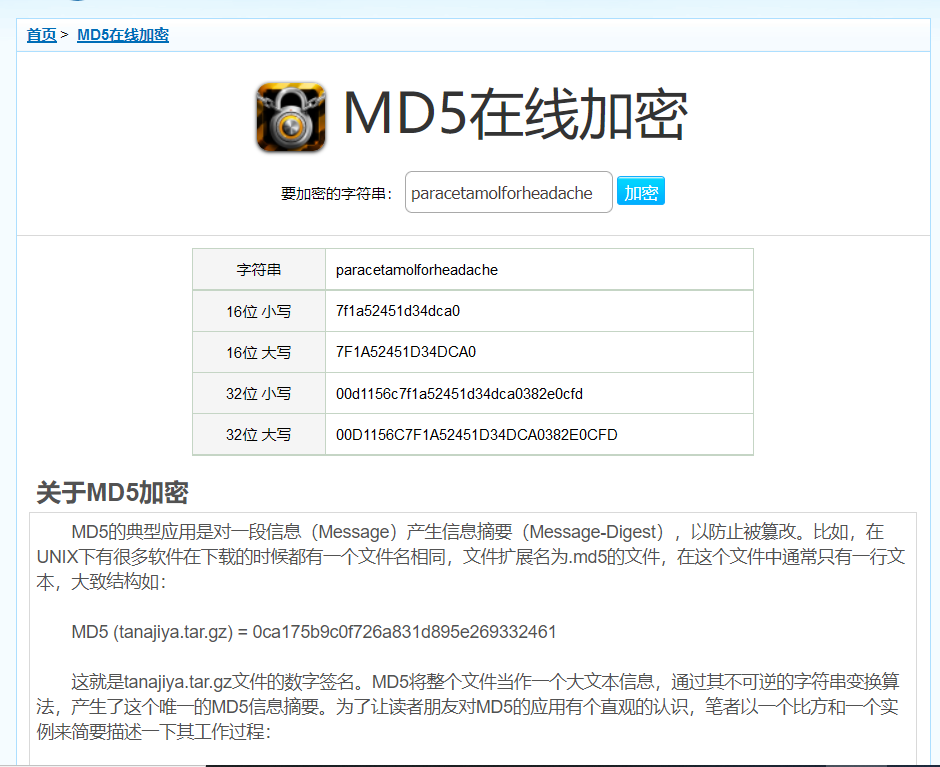 首页 > MD5在线加密
MD5在线加密
要加密的字符串： paracetamolforheadache 加密
字符串 paracetamolforheadache
16位 小写 7f1a52451d34dca0
16位 大写 7F1A52451D34DCA0
32位 小写 00d1156c7f1a52451d34dca0382e0cfd
32位 大写 00D1156C7F1A52451D34DCA0382E0CFD
关于MD5加密
MD5的典型应用是对一段信息（Message）产生信息摘要（Message-Digest），以防止被篡改。比如，在
UNIX下有很多软件在下载的时候都有一个文件名相同，文件扩展名为.md5的文件，在这个文件中通常只有一行文
本，大致结构如：
MD5 (tanajiya.tar.gz) = 0ca175b9c0f726a831d895e269332461
这就是tanajiya.tar.gz文件的数字签名。MD5将整个文件当作一个大文本信息，通过其不可逆的字符串变换算
法，产生了这个唯一的MD5信息摘要。为了让读者朋友对MD5的应用有个直观的认识，笔者以一个比方和一个实
例来简要描述一下其工作过程：